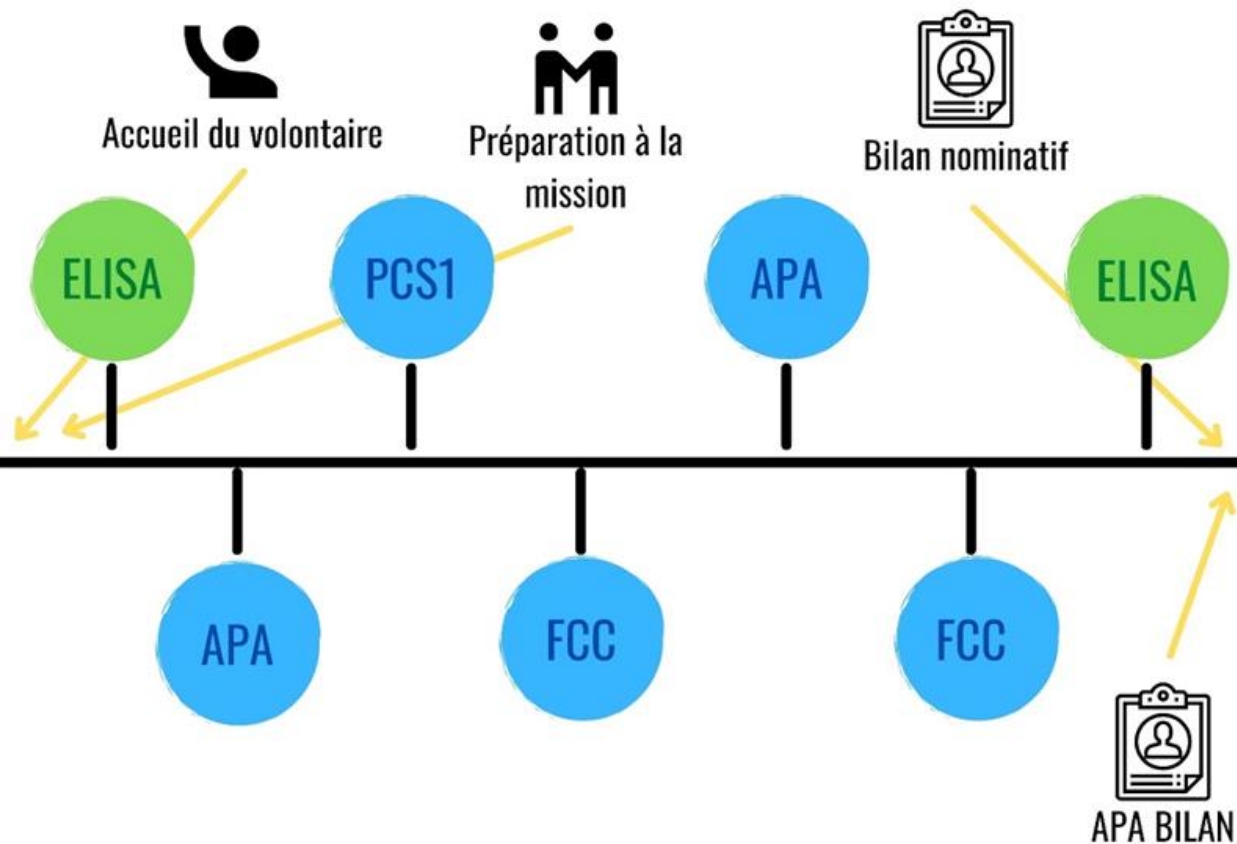 Accueil du volontaire
Préparation à la
mission
Bilan nominatif
ELISA
PCS1
APA
ELISA
APA
FCC
FCC
APA BILAN